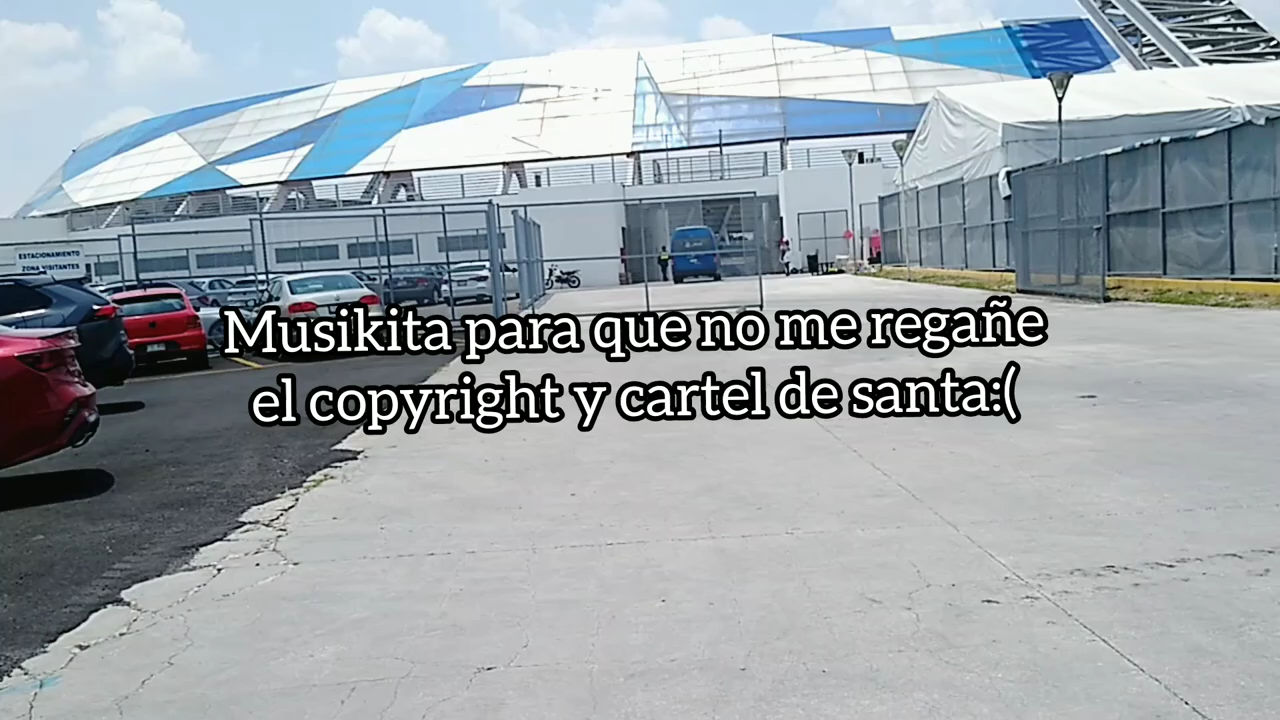 ESTACIONAMIENTO
ZONA VISITANTES
Musikita para que no me regañe
el copyright y cartel de santa:(